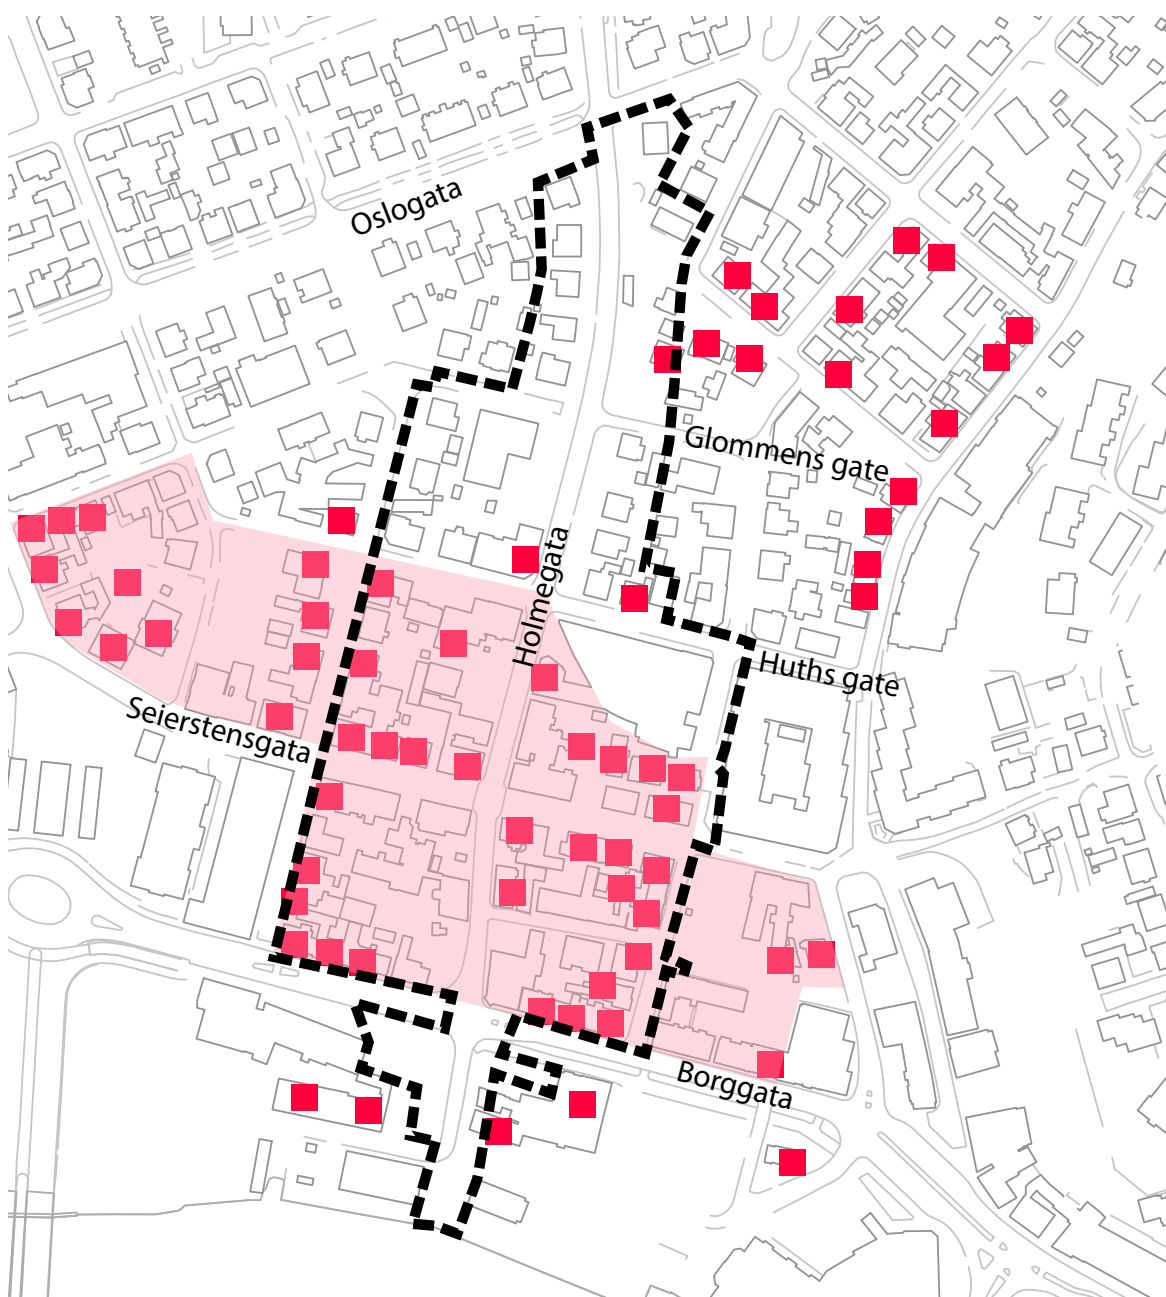 Oslogata
Glommens gate
Holmegata
Huths gate
Seierstensgata
Borggata